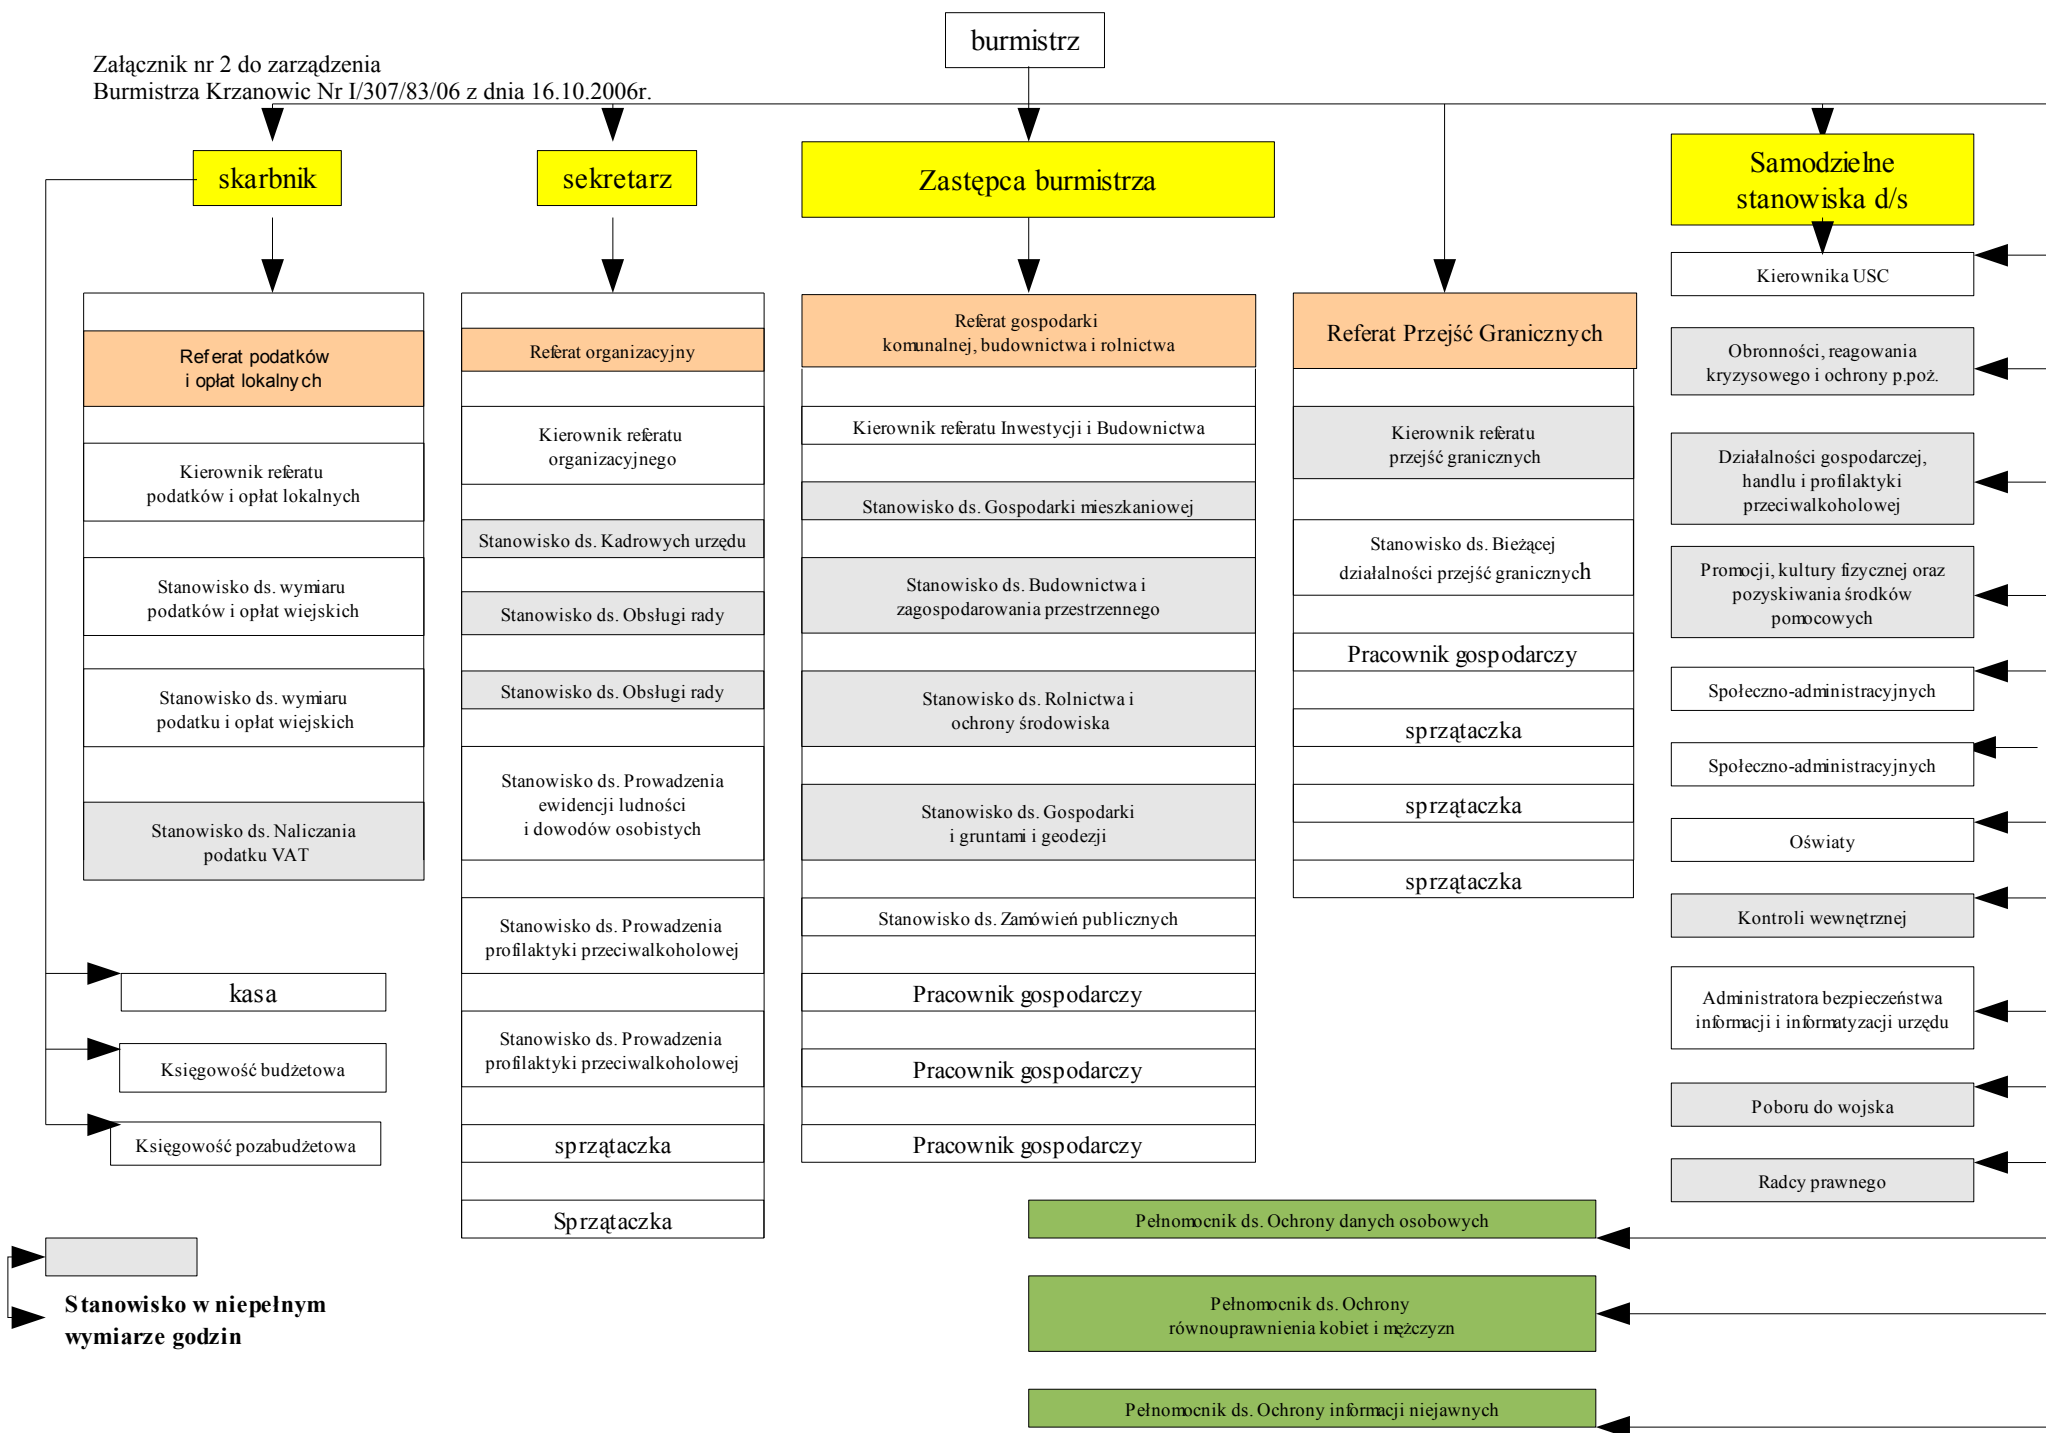 burmistrz
Załącznik nr 2 do zarządzenia
Burmistrza Krzanowic Nr I/307/83/06 z dnia 16.10.2006r.
skarbnik
sekretarz
Zastępca burmistrza
Samodzielne
stanowiska d/s
Referat podatków
i opłat lokalnych
Kierownik referatu
podatków i opłat lokalnych
Stanowisko ds. wymiaru
podatków i opłat wiejskich
Stanowisko ds. wymiaru
podatku i opłat wiejskich
Stanowisko ds. Naliczania
podatku VAT
kasa
Księgowość budżetowa
Księgowość pozabudżetowa
Referat organizacyjny
Kierownik referatu
organizacyjnego
Stanowisko ds. Kadrowych urzędu
Stanowisko ds. Obsługi rady
Stanowisko ds. Obsługi rady
Stanowisko ds. Prowadzenia
ewidencji ludności
i dowodów osobistych
Stanowisko ds. Prowadzenia
profilaktyki przeciwalkoholowej
Stanowisko ds. Prowadzenia
profilaktyki przeciwalkoholowej
sprzątaczka
Sprzątaczka
Referat gospodarki
komunalnej, budownictwa i rolnictwa
Kierownik referatu Inwestycji i Budownictwa
Stanowisko ds. Gospodarki mieszkaniowej
Stanowisko ds. Budownictwa i
zagospodarowania przestrzennego
Stanowisko ds. Rolnictwa i
ochrony środowiska
Stanowisko ds. Gospodarki
i gruntami i geodezji
Stanowisko ds. Zamówień publicznych
Pracownik gospodarczy
Pracownik gospodarczy
Pracownik gospodarczy
Referat Przejść Granicznych
Kierownik referatu
przejść granicznych
Stanowisko ds. Bieżącej
działalności przejść granicznych
Pracownik gospodarczy
sprzątaczka
sprzątaczka
sprzątaczka
Kierownika USC
Obronności, reagowania
kryzysowego i ochrony p.poż.
Działalności gospodarczej,
handlu i profilaktyki
przeciwalkoholowej
Promocji, kultury fizycznej oraz
pozyskiwania środków
pomocowych
Społeczno-administracyjnych
Społeczno-administracyjnych
Oświaty
Kontroli wewnętrznej
Administratora bezpieczeństwa
informacji i informatyzacji urzędu
Poboru do wojska
Radcy prawnego
Pełnomocnik ds. Ochrony danych osobowych
Pełnomocnik ds. Ochrony
równouprawnienia kobiet i mężczyzn
Pełnomocnik ds. Ochrony informacji niejawnych
Stanowisko w niepełnym
wymiarze godzin